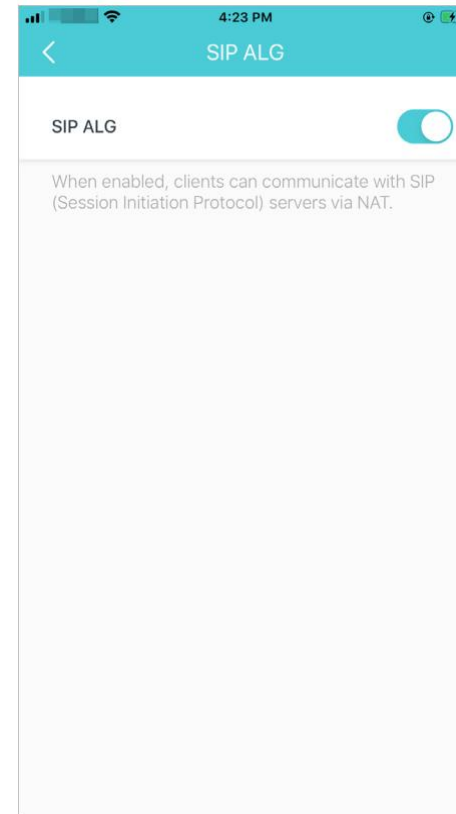 4:23 PM
SIP ALG
SIP ALG
When enabled, clients can communicate with SIP
(Session Initiation Protocol) servers via NAT.